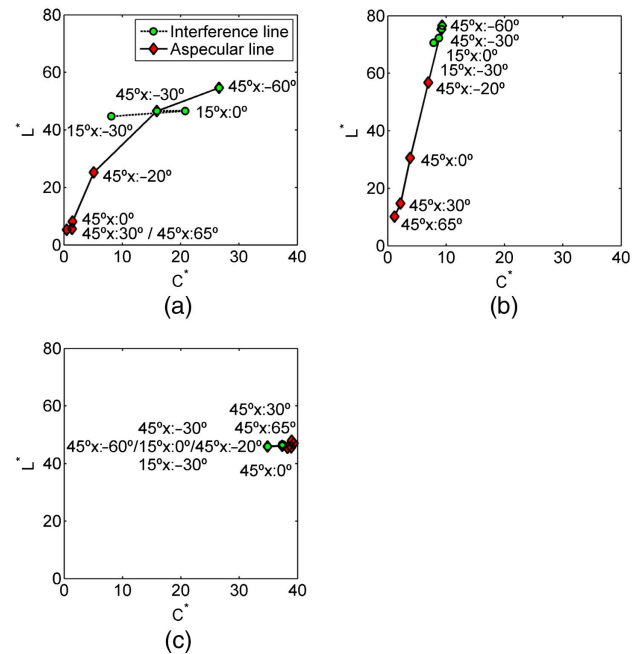 80
60
40
20
0
L*
0 10 20 30 40
C*
Interference line
Aspecular line
45ºx:–30º
45ºx:–60º
15ºx:–30º
15ºx:0º
45ºx:–20º
45ºx:0º
45ºx:30º / 45ºx:65º
(a)
80
60
40
20
0
L*
0 10 20 30 40
C*
45ºx:–60º
45ºx:–30º
15ºx:0º
15ºx:–30º
45ºx:–20º
45ºx:0º
45ºx:30º
45ºx:65º
(b)
80
60
40
20
0
L*
0 10 20 30 40
C*
45ºx:30º
45ºx:–30º 45ºx:65º
45ºx:–60º/15ºx:0º/45ºx:–20º
15ºx:–30º
45ºx:0º
(c)